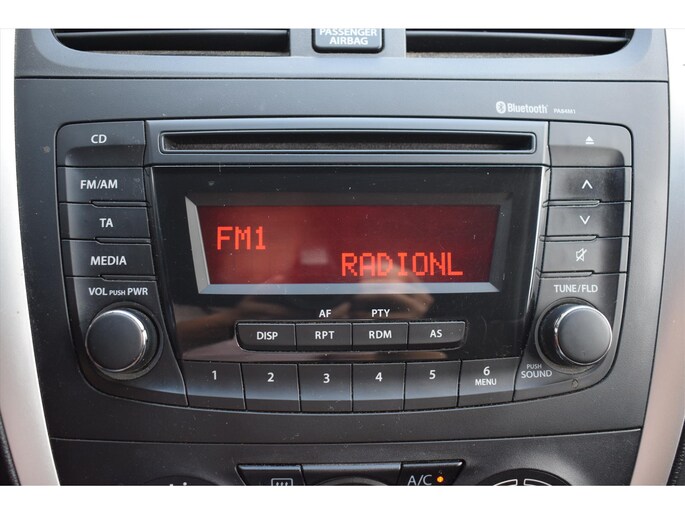 PASSENGER
AIRBAG
Bluetooth
CD
FM/AM
TA
MEDIA
VOL PUSH PWR
FM1
RADIONL
TUNE/FLD
AF PTY
DISP RPT RDM AS
PUSH
SOUND
1 2 3 4 5 6
MENU
A/C